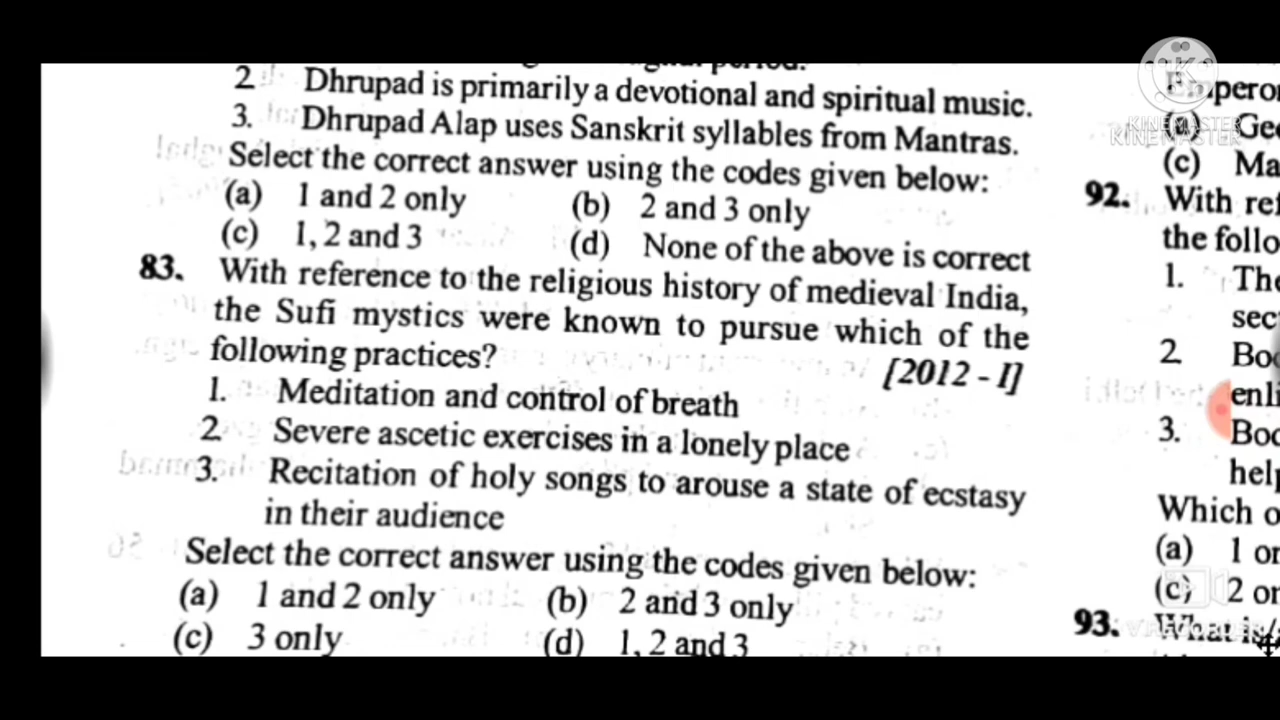 2 Dhrupad is primarily a devotional and spiritual music.
3. Dhrupad Alap uses Sanskrit syllables from Mantras.
Select the correct answer using the codes given below:
(a) 1 and 2 only (b) 2 and 3 only
(c) 1, 2 and 3 (d) None of the above is correct
83. With reference to the religious history of medieval India,
the Sufi mystics were known to pursue which of the
following practices?
[2012 - I]
1. Meditation and control of breath
2 Severe ascetic exercises in a lonely place
3. Recitation of holy songs to arouse a state of ecstasy
in their audience
Select the correct answer using the codes given below:
(a) 1 and 2 only (b) 2 and 3 only
(c) 3 only (d) 1, 2 and 3
(c)
92. With
the
1.
2
3.
Which
(a) 1
(c) 2
93. What is
KINEMASTER
KINEMASTER